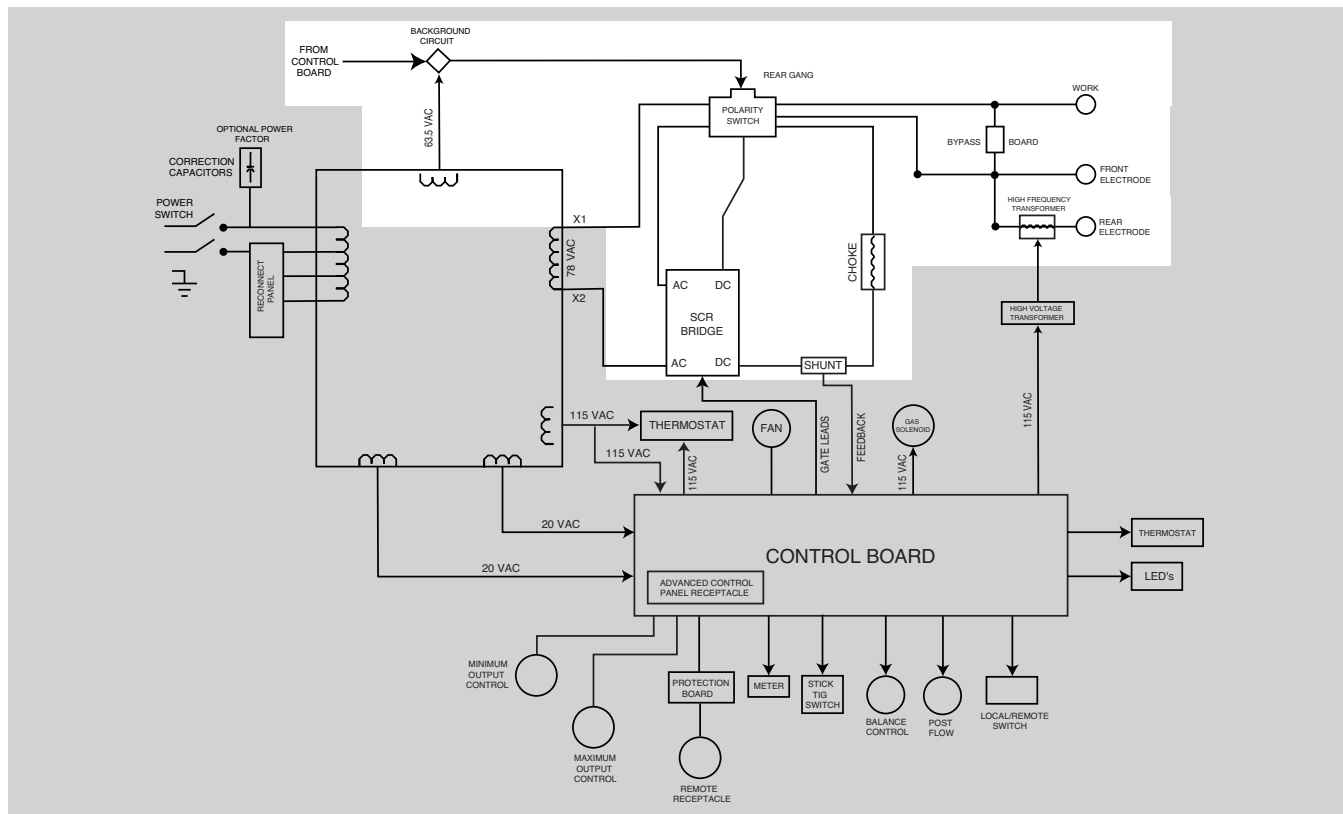 BACKGROUND
CIRCUIT
FROM
CONTROL
BOARD
REAR GANG
POLARITY
SWITCH
WORK
63.5 VAC
BYPASS
BOARD
OPTIONAL POWER
FACTOR
CORRECTION
CAPACITORS
FRONT
ELECTRODE
POWER
SWITCH
HIGH FREQUENCY
TRANSFORMER
REAR
ELECTRODE
X1
78 VAC
X2
RECONNECT
PANEL
CHOKE
AC
DC
SCR
BRIDGE
AC
DC
SHUNT
HIGH VOLTAGE
TRANSFORMER
115 VAC
THERMOSTAT
FAN
GATE LEADS
FEEDBACK
GAS
SOLENOID
115 VAC
115 VAC
115 VAC
115 VAC
20 VAC
20 VAC
CONTROL BOARD
ADVANCED CONTROL
PANEL RECEPTACLE
THERMOSTAT
LED's
MINIMUM
OUTPUT
CONTROL
PROTECTION
BOARD
METER
STICK
TIG
SWITCH
BALANCE
CONTROL
POST
FLOW
LOCAL/REMOTE
SWITCH
MAXIMUM
OUTPUT
CONTROL
REMOTE
RECEPTACLE